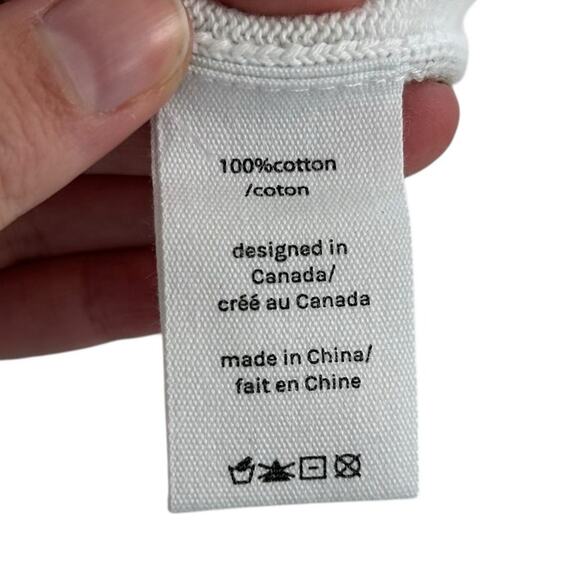 100%cotton
/coton
designed in
Canada/
créé au Canada
made in China/
fait en Chine